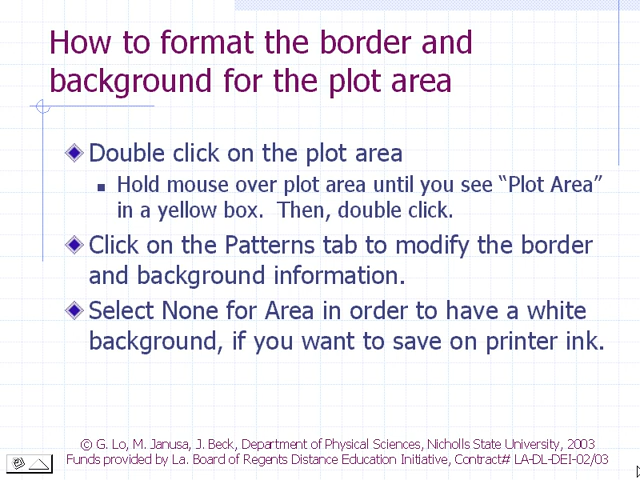 How to format the border and
background for the plot area
Double click on the plot area
Hold mouse over plot area until you see “Plot Area”
in a yellow box.  Then, double click.
Click on the Patterns tab to modify the border
and background information.
Select None for Area in order to have a white
background, if you want to save on printer ink.
© G. Lo, M. Janusa, J. Beck, Department of Physical Sciences, Nicholls State University, 2003
Funds provided by La. Board of Regents Distance Education Initiative, Contract# LA-DL-DEI-02/03